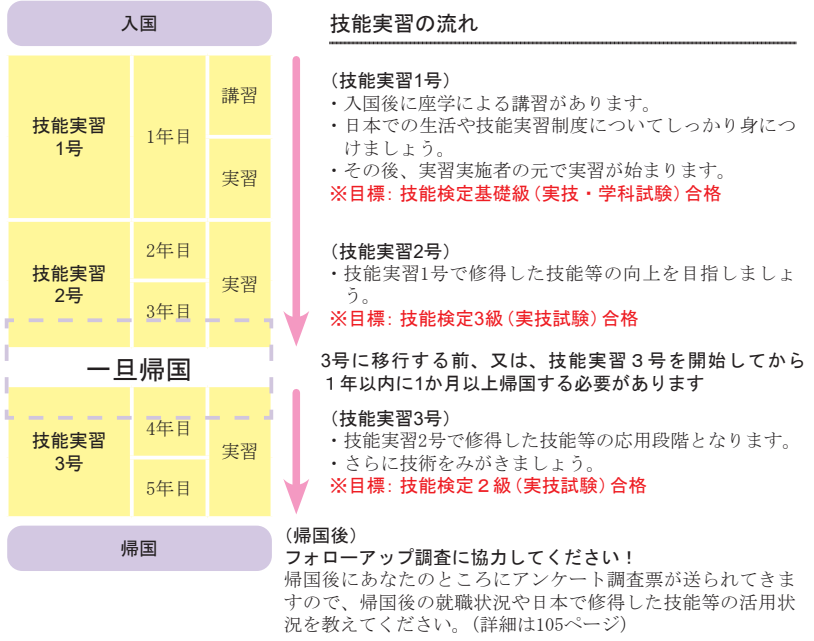 入国
技能実習の流れ
技能実習
1号
1年目
講習
実習
(技能実習1号)
・入国後に座学による講習があります。
・日本での生活や技能実習制度についてしっかり身につ
けましょう。
・その後、実習実施者の元で実習が始まります。
※目標：技能検定基礎級(実技・学科試験)合格
技能実習
2号
2年目
3年目
実習
(技能実習2号)
・技能実習1号で修得した技能等の向上を目指しましょ
う。
※目標：技能検定3級(実技試験)合格
一旦帰国
3号に移行する前、又は、技能実習３号を開始してから
１年以内に1か月以上帰国する必要があります
技能実習
3号
4年目
5年目
実習
(技能実習3号)
・技能実習2号で修得した技能等の応用段階となります。
・さらに技術をみがきましょう。
※目標：技能検定２級(実技試験)合格
帰国
(帰国後)
フォローアップ調査に協力してください！
帰国後にあなたのところにアンケート調査票が送られてきま
すので、帰国後の就職状況や日本で修得した技能等の活用状
況を教えてください。(詳細は105ページ)